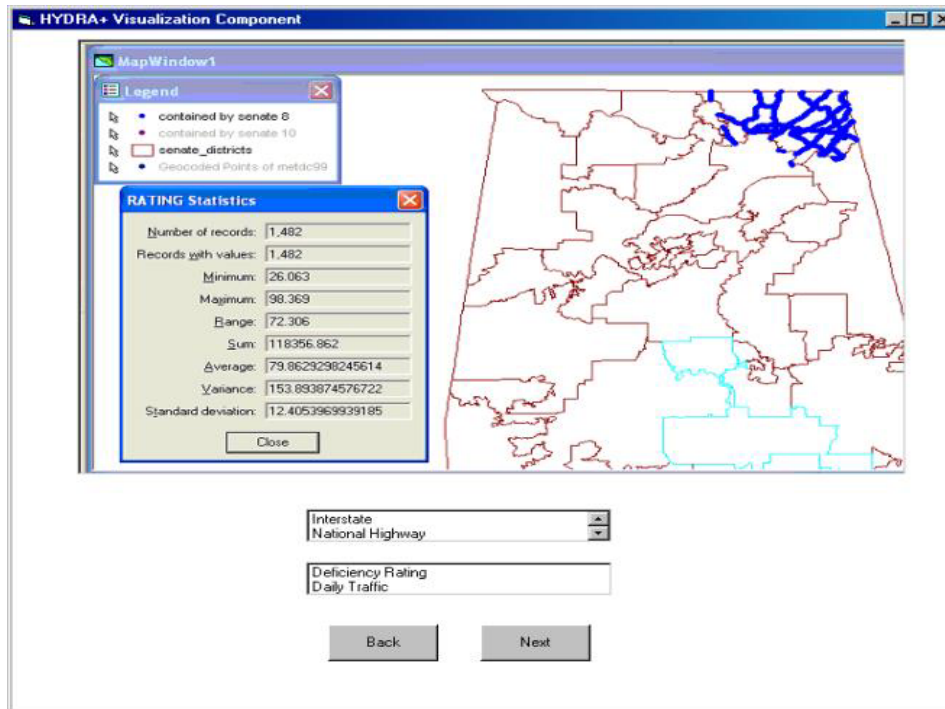 HYDRA+ Visualization Component
MapWindow1
Legend
contained by senate 8
contained by senate 10
senate_districts
Geocoded Points of metdc99
RATING Statistics
Number of records: 1,482
Records with values: 1,482
Minimum: 26.063
Maximum: 98.369
Range: 72.306
Sum: 118356.862
Average: 79.8629298245614
Variance: 153.893874576722
Standard deviation: 12.4053969939185
Close
Interstate
National Highway
Deficiency Rating
Daily Traffic
Back
Next